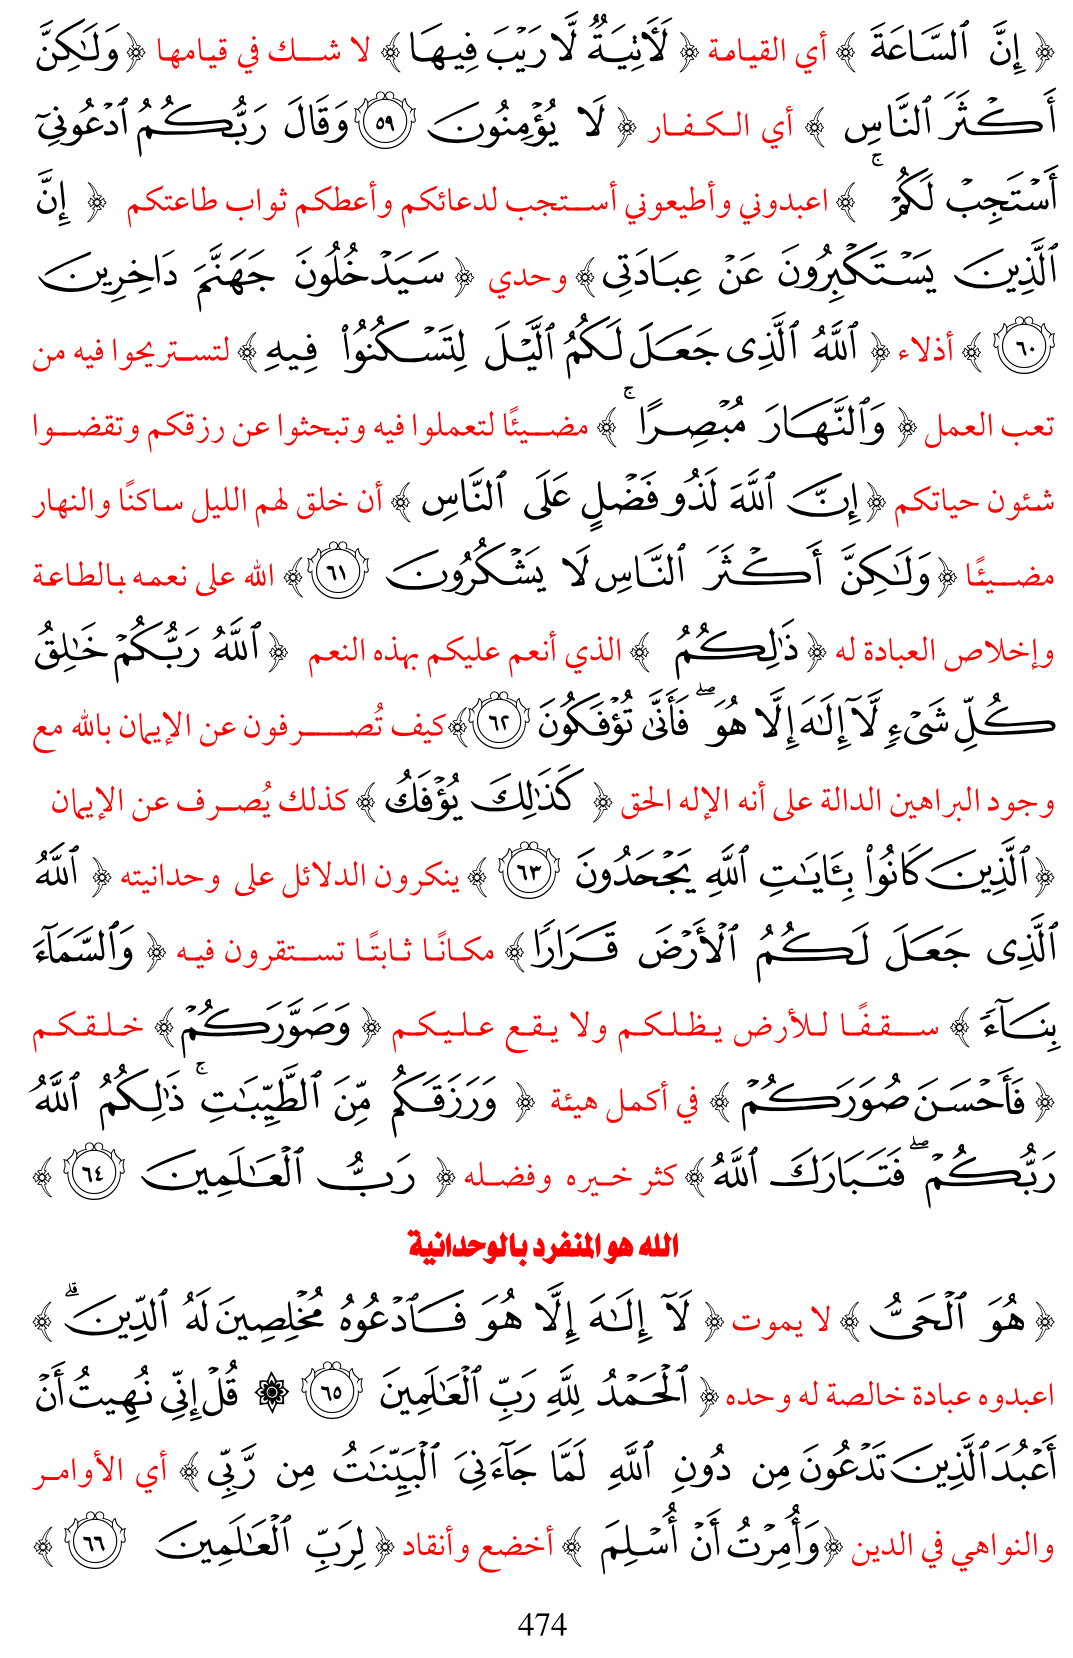 ﴿ إِنَّ ٱلسَّاعَةَ ﴾ أي القيامة ﴿ لَأٓتِيَةٌ لَّا رَيۡبَ فِيهَا ﴾ لا شك في قيامها ﴿ وَلَٰكِنَّ
أَكۡثَرَ ٱلنَّاسِ ﴾ أي الكفار ﴿ لَا يُؤۡمِنُونَ ٥٩ وَقَالَ رَبُّكُمُ ٱدۡعُونِيٓ
أَسۡتَجِبۡ لَكُمۡۚ ﴾ اعبدوني وأطيعوني أستجب لدعائكم وأعطكم ثواب طاعتكم ﴿ إِنَّ
ٱلَّذِينَ يَسۡتَكۡبِرُونَ عَنۡ عِبَادَتِي ﴾ وحدي ﴿ سَيَدۡخُلُونَ جَهَنَّمَ دَاخِرِينَ
٦٠ ﴾ أذلاء ﴿ ٱللَّهُ ٱلَّذِي جَعَلَ لَكُمُ ٱلَّيۡلَ لِتَسۡكُنُواْ فِيهِ ﴾ لتستريحوا فيه من
تعب العمل ﴿ وَٱلنَّهَارَ مُبۡصِرًاۚ ﴾ مضيئًا لتعملوا فيه وتبحثوا عن رزقكم وتقضوا
شئون حياتكم ﴿ إِنَّ ٱللَّهَ لَذُو فَضۡلٍ عَلَى ٱلنَّاسِ ﴾ أن خلق لهم الليل ساكنًا والنهار
مضيئًا ﴿ وَلَٰكِنَّ أَكۡثَرَ ٱلنَّاسِ لَا يَشۡكُرُونَ ٦١ ﴾ الله على نعمه بالطاعة
وإخلاص العبادة له ﴿ ذَٰلِكُمُ ﴾ الذي أنعم عليكم بهذه النعم ﴿ ٱللَّهُ رَبُّكُمۡ خَٰلِقُ
كُلِّ شَيۡءٖ لَّآ إِلَٰهَ إِلَّا هُوَۖ فَأَنَّىٰ تُؤۡفَكُونَ ٦٢ ﴾ كيف تُصرفون عن الإيمان بالله مع
وجود البراهين الدالة على أنه الإله الحق ﴿ كَذَٰلِكَ يُؤۡفَكُ ﴾ كذلك يُصرف عن الإيمان
﴿ ٱلَّذِينَ كَانُواْ بِـَٔايَٰتِ ٱللَّهِ يَجۡحَدُونَ ٦٣ ﴾ ينكرون الدلائل على وحدانيته ﴿ ٱللَّهُ
ٱلَّذِي جَعَلَ لَكُمُ ٱلۡأَرۡضَ قَرَارًا ﴾ مكانًا ثابتًا تستقرون فيه ﴿ وَٱلسَّمَآءَ
بِنَآءٗ ﴾ سقفًا للأرض يظلكم ولا يقع عليكم ﴿ وَصَوَّرَكُمۡ ﴾ خلقكم
﴿ فَأَحۡسَنَ صُوَرَكُمۡ ﴾ في أكمل هيئة ﴿ وَرَزَقَكُم مِّنَ ٱلطَّيِّبَٰتِۚ ذَٰلِكُمُ ٱللَّهُ
رَبُّكُمۡۖ فَتَبَارَكَ ٱللَّهُ ﴾ كثر خيره وفضله ﴿ رَبُّ ٱلۡعَٰلَمِينَ ٦٤ ﴾
الله هو المنفرد بالوحدانية
﴿ هُوَ ٱلۡحَيُّ ﴾ لا يموت ﴿ لَآ إِلَٰهَ إِلَّا هُوَ فَٱدۡعُوهُ مُخۡلِصِينَ لَهُ ٱلدِّينَۗ ﴾
اعبدوه عبادة خالصة له وحده ﴿ ٱلۡحَمۡدُ لِلَّهِ رَبِّ ٱلۡعَٰلَمِينَ ٦٥ ۞ قُلۡ إِنِّي نُهِيتُ أَنۡ
أَعۡبُدَ ٱلَّذِينَ تَدۡعُونَ مِن دُونِ ٱللَّهِ لَمَّا جَآءَنِيَ ٱلۡبَيِّنَٰتُ مِن رَّبِّي ﴾ أي الأوامر
والنواهي في الدين ﴿ وَأُمِرۡتُ أَنۡ أُسۡلِمَ ﴾ أخضع وأنقاد ﴿ لِرَبِّ ٱلۡعَٰلَمِينَ ٦٦ ﴾
474